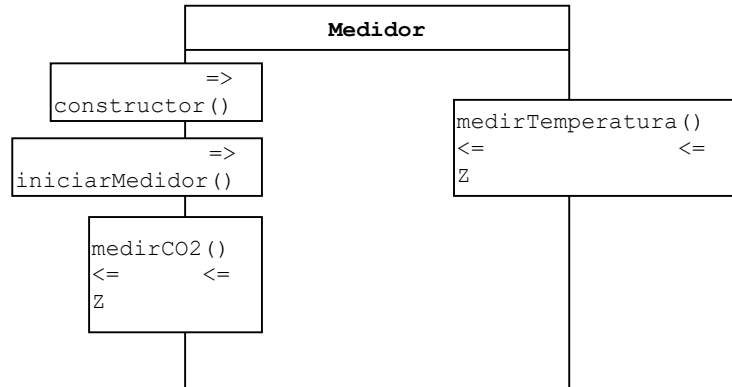 Medidor
=>
constructor()
=>
iniciarMedidor()
medirCO2()
<= <=
Z
medirTemperatura()
<= <=
Z